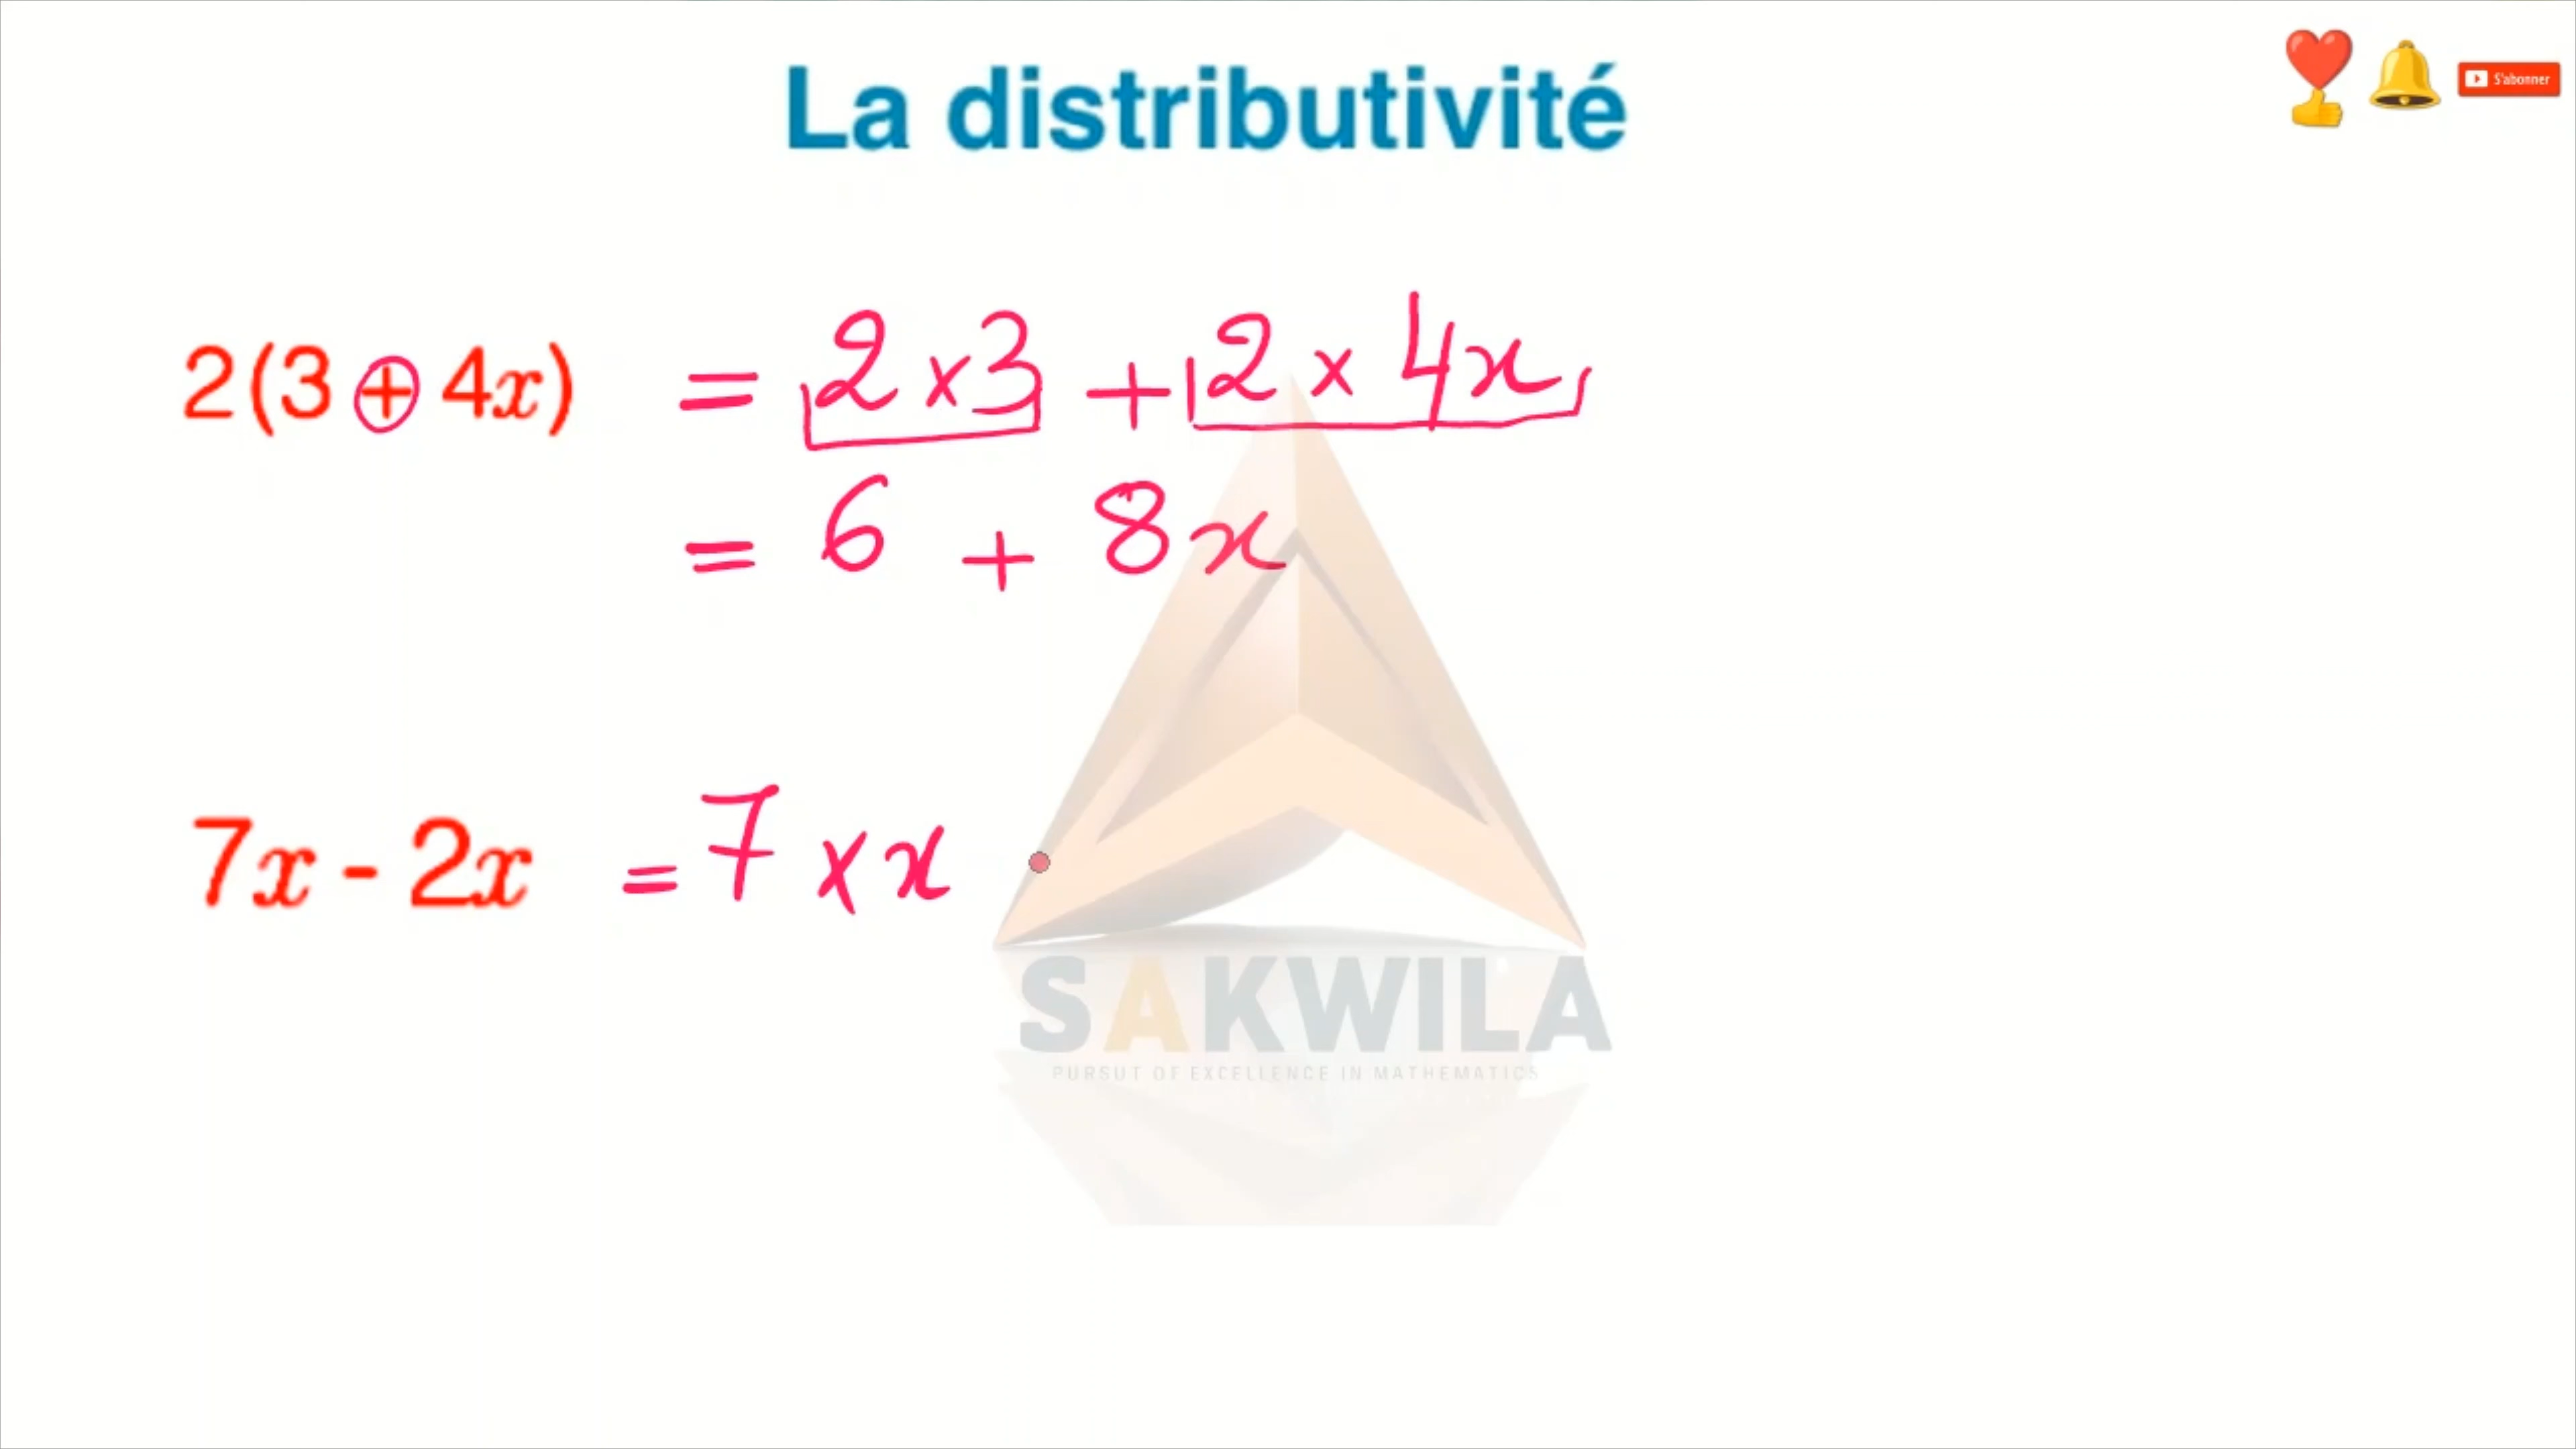 La distributivité
S'abonner
2(3 + 4x) = 2 × 3 + 2 × 4x
= 6 + 8x
7x - 2x = 7 × x
SAKWILA
PURSUT OF EXCELLENCE IN MATHEMATICS